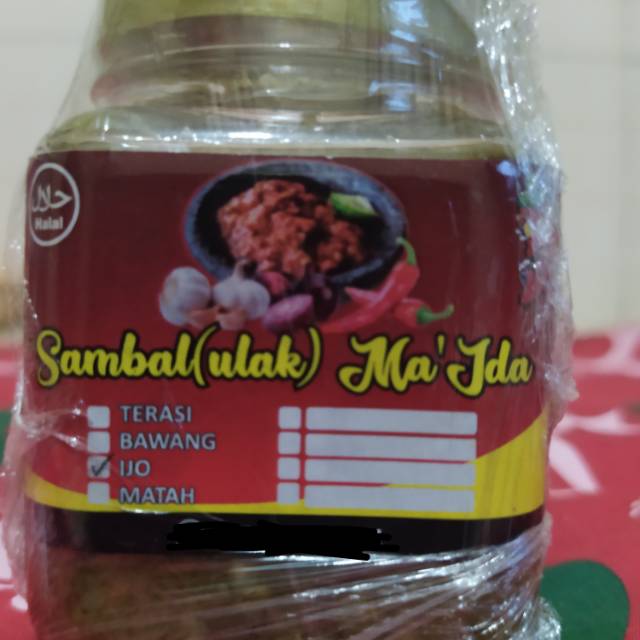 حلال
Halal
Sambal(ulak) Ma'Ida
TERASI
BAWANG
IJO
MATAH